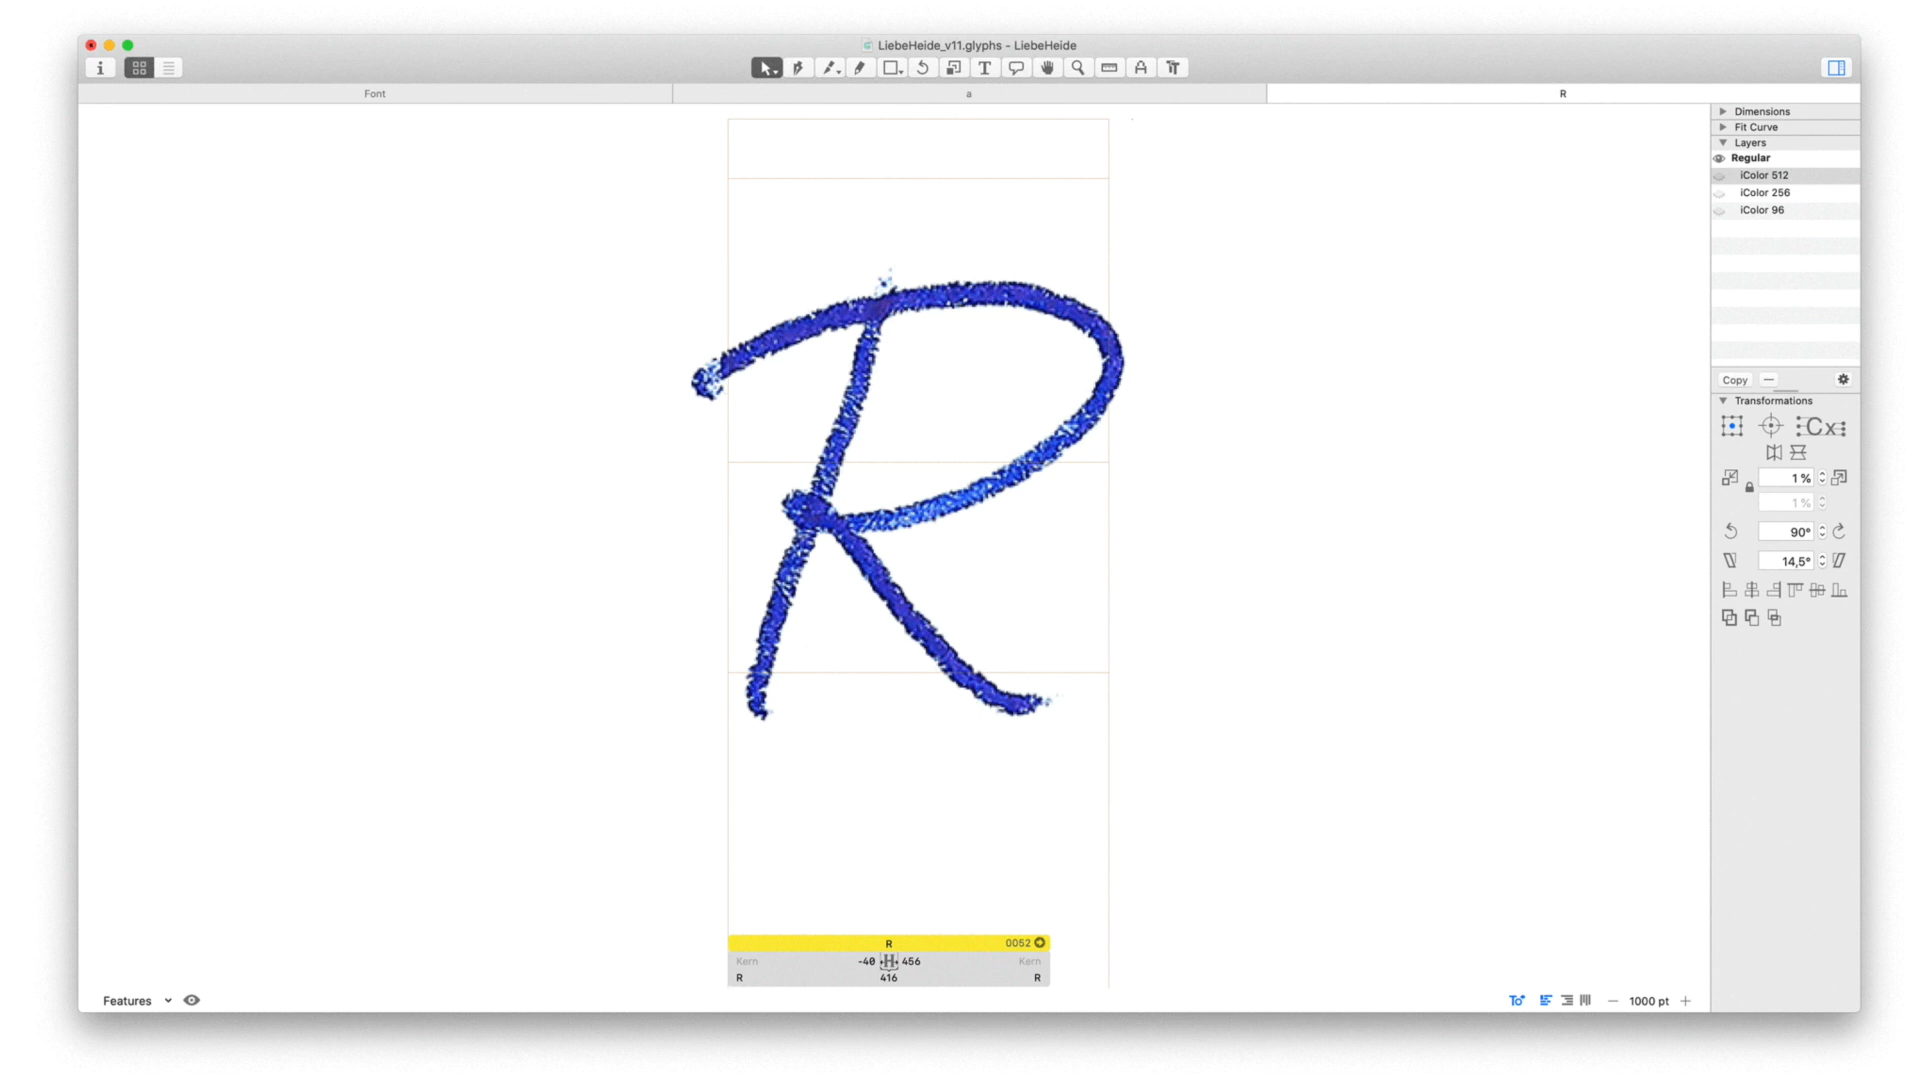 LiebeHeide_v11.glyphs - LiebeHeide
Font
a
R
Dimensions
Fit Curve
Layers
Regular
iColor 512
iColor 256
iColor 96
R
Copy
Transformations
1 %
1 %
90°
14,5°
R 0052
Kern -40 H 456 Kern
R 416 R
Features
1000 pt